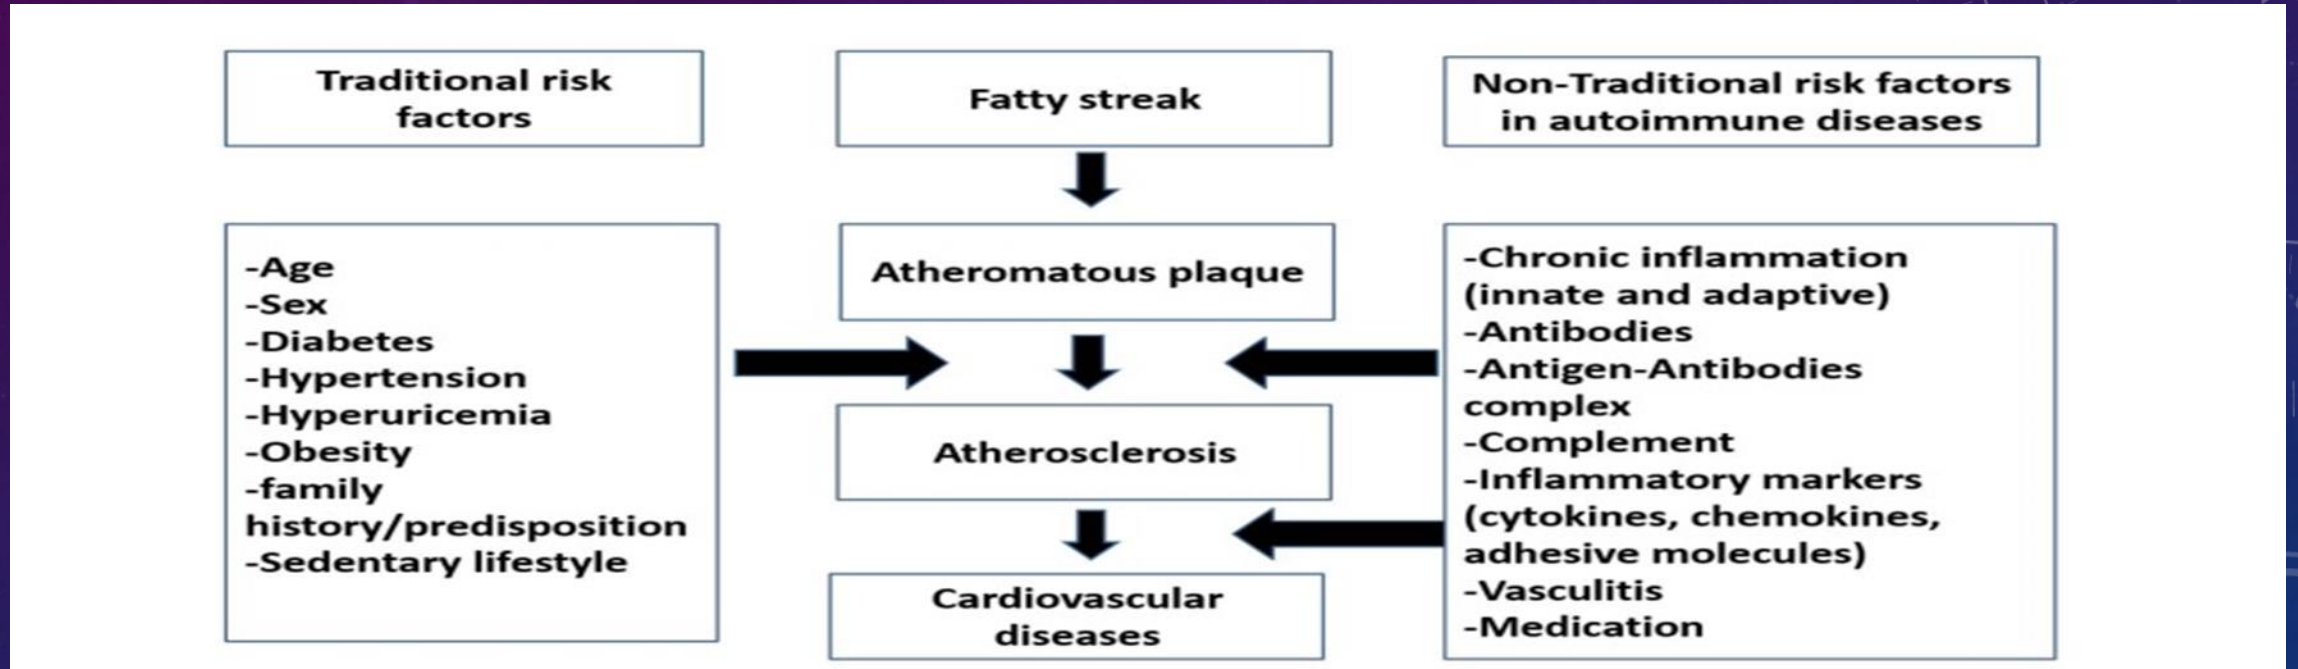 Traditional risk
factors
Fatty streak
Non-Traditional risk factors
in autoimmune diseases
-Age
-Sex
-Diabetes
-Hypertension
-Hyperuricemia
-Obesity
-family
history/predisposition
-Sedentary lifestyle
Atheromatous plaque
Atherosclerosis
Cardiovascular
diseases
-Chronic inflammation
(innate and adaptive)
-Antibodies
-Antigen-Antibodies
complex
-Complement
-Inflammatory markers
(cytokines, chemokines,
adhesive molecules)
-Vasculitis
-Medication